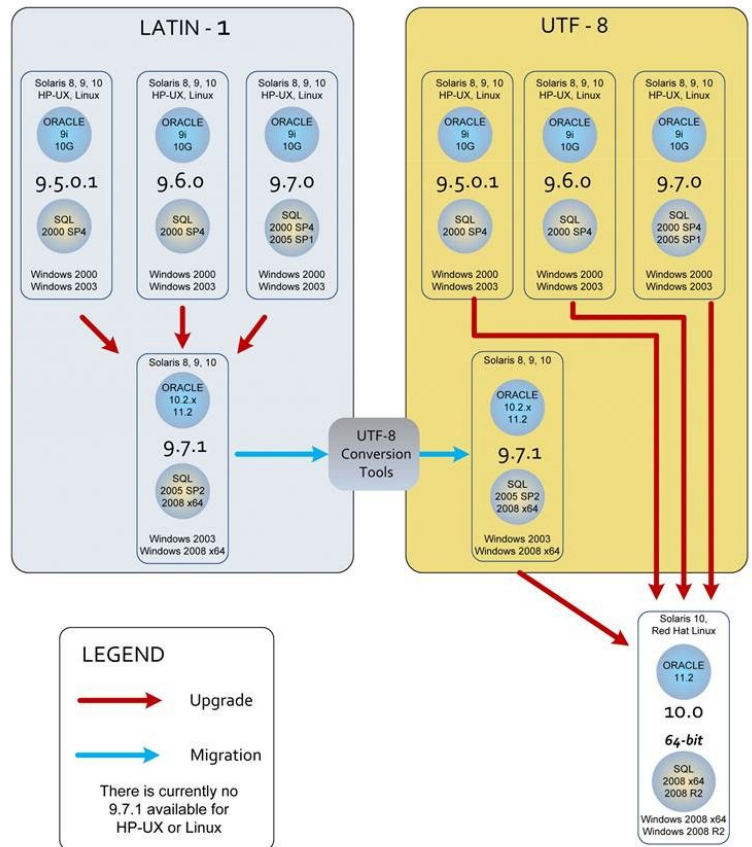 LATIN - 1
Solaris 8, 9, 10
HP-UX, Linux
ORACLE
9i
10G
9.5.0.1
SQL
2000 SP4
Windows 2000
Windows 2003
Solaris 8, 9, 10
HP-UX, Linux
ORACLE
9i
10G
9.6.0
SQL
2000 SP4
Windows 2000
Windows 2003
Solaris 8, 9, 10
HP-UX, Linux
ORACLE
9i
10G
9.7.0
SQL
2000 SP4
2005 SP1
Windows 2000
Windows 2003
Solaris 8, 9, 10
ORACLE
10.2.x
11.2
9.7.1
SQL
2005 SP2
2008 x64
Windows 2003
Windows 2008 x64
UTF-8
Conversion
Tools
UTF - 8
Solaris 8, 9, 10
HP-UX, Linux
ORACLE
9i
10G
9.5.0.1
SQL
2000 SP4
Windows 2000
Windows 2003
Solaris 8, 9, 10
HP-UX, Linux
ORACLE
9i
10G
9.6.0
SQL
2000 SP4
Windows 2000
Windows 2003
Solaris 8, 9, 10
HP-UX, Linux
ORACLE
9i
10G
9.7.0
SQL
2000 SP4
2005 SP1
Windows 2000
Windows 2003
Solaris 8, 9, 10
ORACLE
10.2.x
11.2
9.7.1
SQL
2005 SP2
2008 x64
Windows 2003
Windows 2008 x64
Solaris 10,
Red Hat Linux
ORACLE
11.2
10.0
64-bit
SQL
2008 x64
2008 R2
Windows 2008 x64
Windows 2008 R2
LEGEND
Upgrade
Migration
There is currently no
9.7.1 available for
HP-UX or Linux